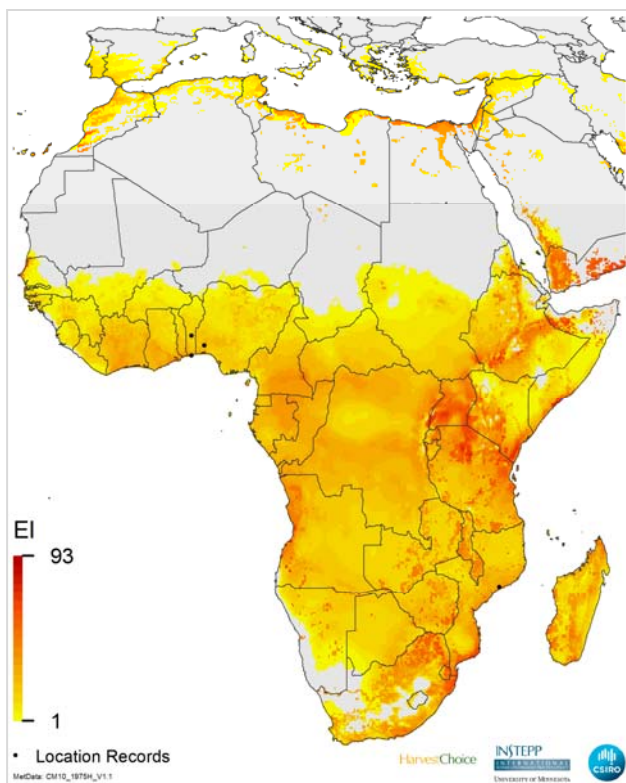 EI
93
1
• Location Records
MetData: CM10_1975H_V1.1
HarvestChoice
INSTEPP
INTERNATIONAL
UNIVERSITY OF MINNESOTA
CSIRO